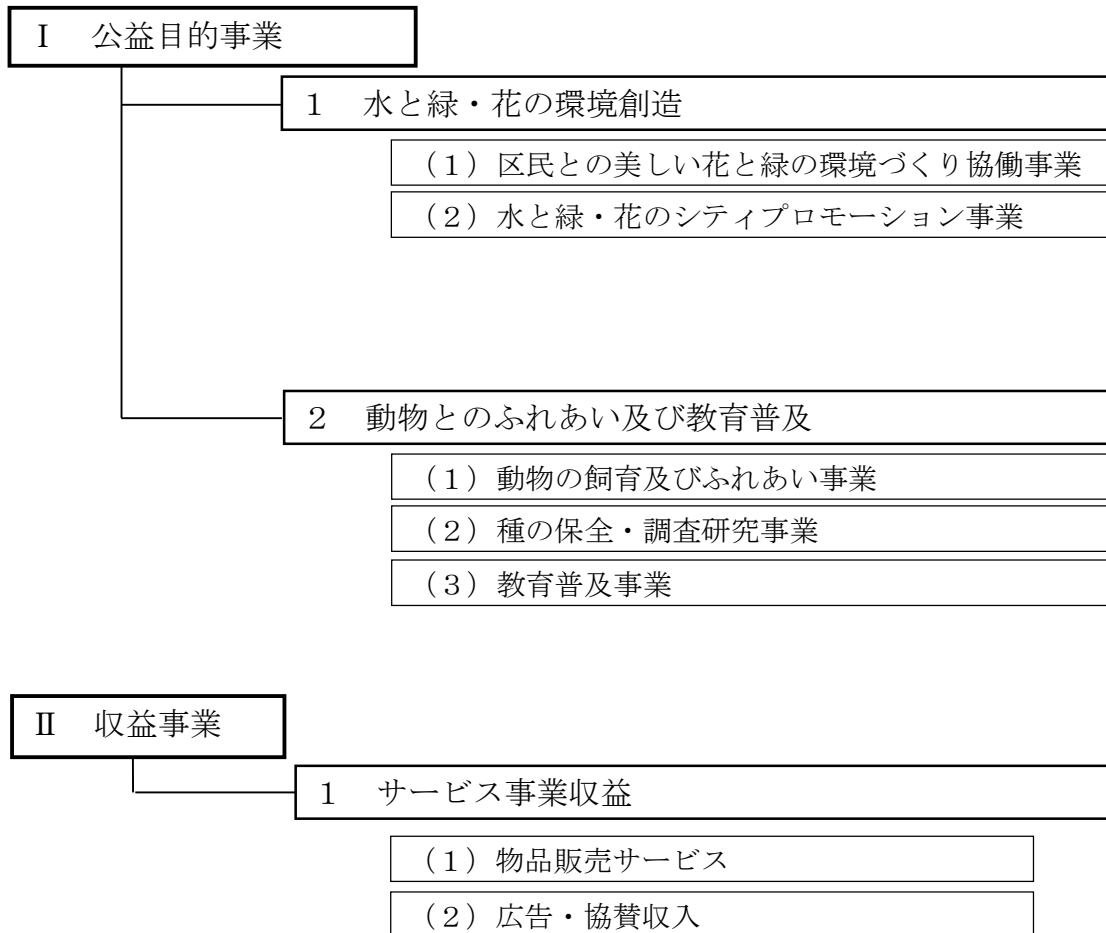 Ⅰ　公益目的事業
１　水と緑・花の環境創造
（１）区民との美しい花と緑の環境づくり協働事業
（２）水と緑・花のシティプロモーション事業
２　動物とのふれあい及び教育普及
（１）動物の飼育及びふれあい事業
（２）種の保全・調査研究事業
（３）教育普及事業
Ⅱ　収益事業
１　サービス事業収益
（１）物品販売サービス
（２）広告・協賛収入